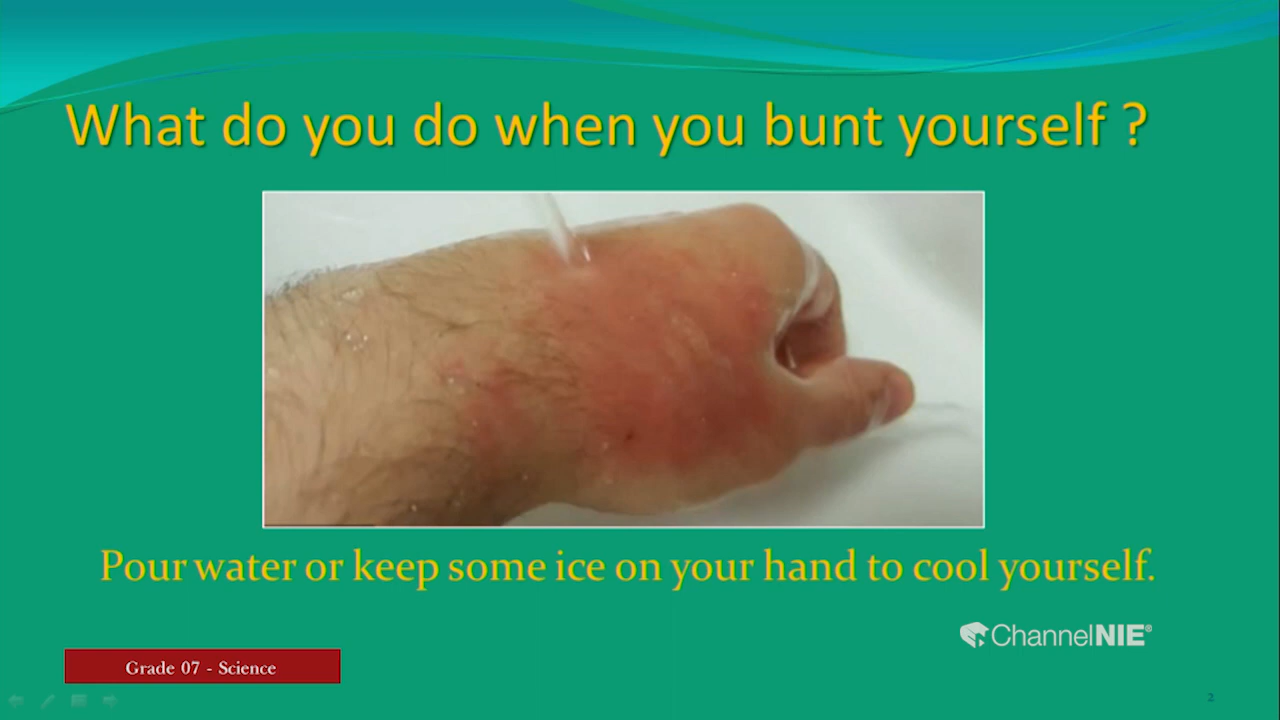 What do you do when you bunt yourself ?
Pour water or keep some ice on your hand to cool yourself.
ChannelNIE®
Grade 07 - Science
2